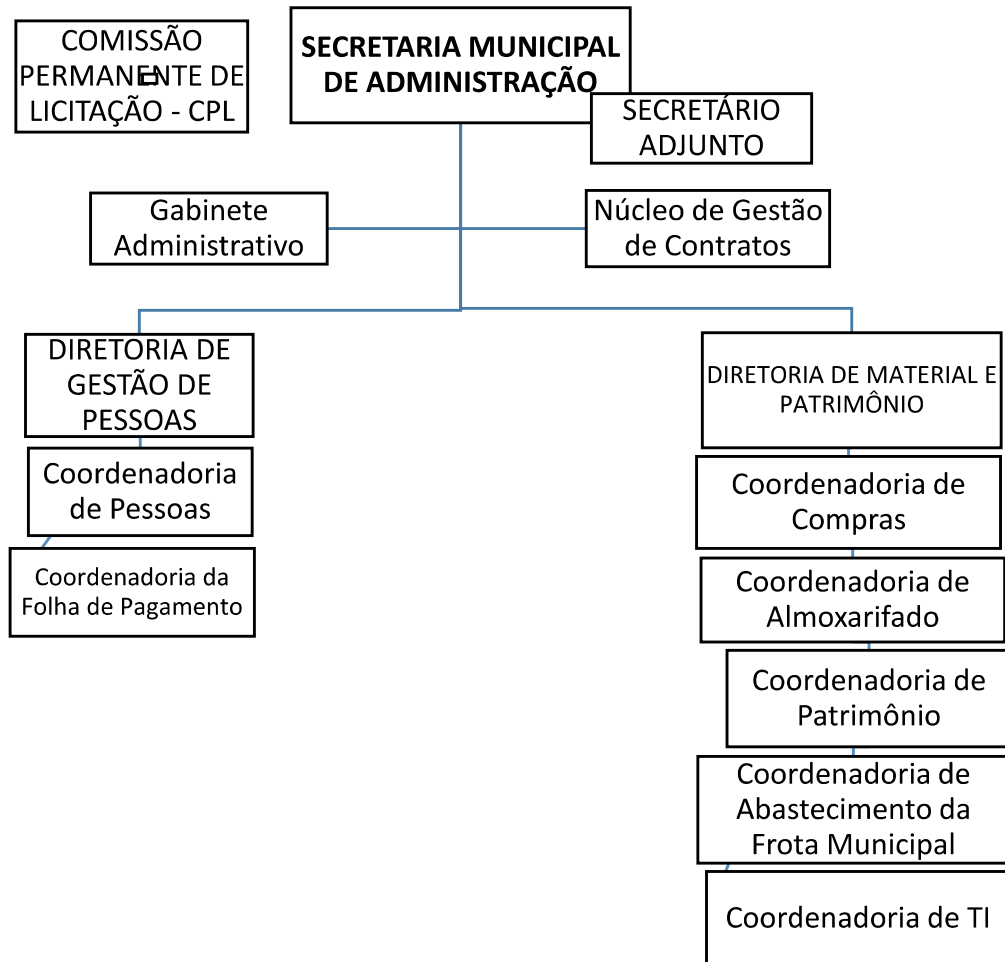 COMISSÃO
PERMANENTE DE
LICITAÇÃO - CPL
SECRETARIA MUNICIPAL
DE ADMINISTRAÇÃO
SECRETÁRIO
ADJUNTO
Gabinete
Administrativo
Núcleo de Gestão
de Contratos
DIRETORIA DE
GESTÃO DE
PESSOAS
Coordenadoria
de Pessoas
Coordenadoria da
Folha de Pagamento
DIRETORIA DE MATERIAL E
PATRIMÔNIO
Coordenadoria de
Compras
Coordenadoria de
Almoxarifado
Coordenadoria de
Patrimônio
Coordenadoria de
Abastecimento da
Frota Municipal
Coordenadoria de TI